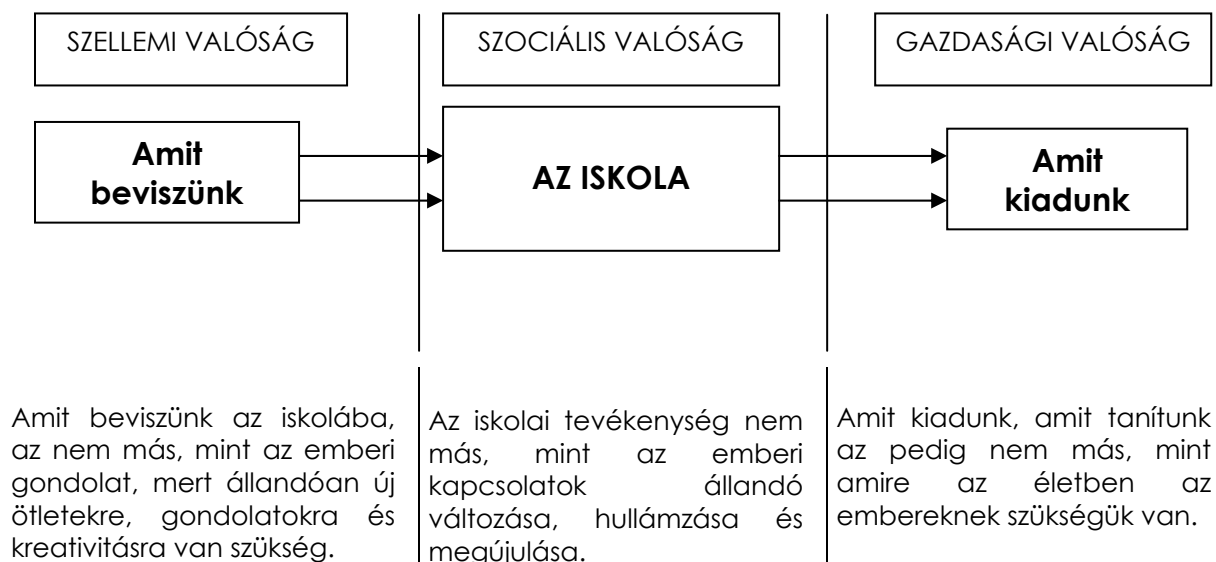 SZELLEMI VALÓSÁG
SZOCIÁLIS VALÓSÁG
GAZDASÁGI VALÓSÁG
Amit
beviszünk
AZ ISKOLA
Amit
kiadunk
Amit beviszünk az iskolába,
az nem más, mint az emberi
gondolat, mert állandóan új
ötletekre, gondolatokra és
kreativitásra van szükség.
Az iskolai tevékenység nem
más, mint az emberi
kapcsolatok állandó
változása, hullámzása és
megújulása.
Amit kiadunk, amit tanítunk
az pedig nem más, mint
amire az életben az
embereknek szükségük van.